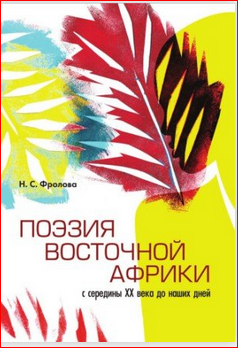 Н. С. Фролова
ПОЭЗИЯ
ВОСТОЧНОЙ
АФРИКИ
с середины XX века до наших дней